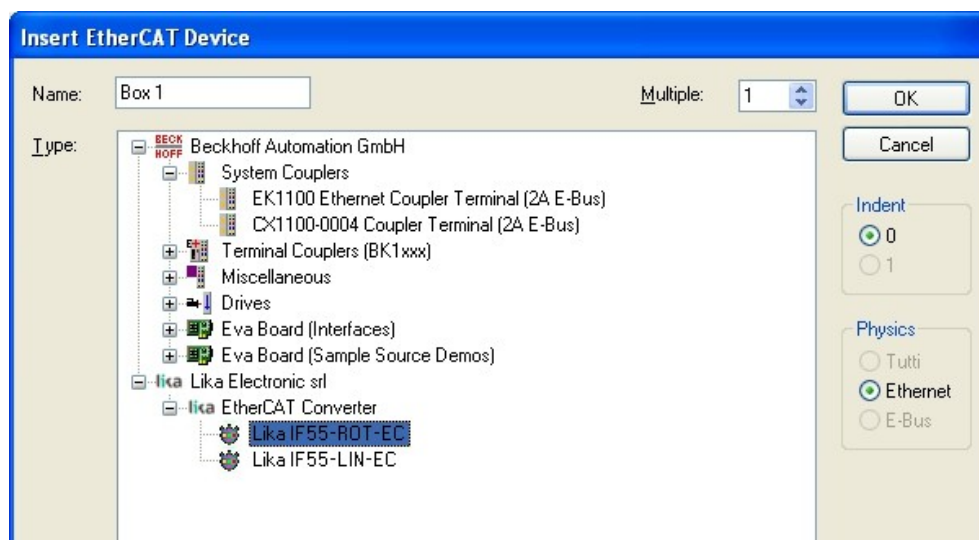 Insert EtherCAT Device
Name: Box 1 Multiple: 1 OK
Type: Cancel
BECKHOFF Beckhoff Automation GmbH
System Couplers
EK1100 Ethernet Coupler Terminal (2A E-Bus)
CX1100-0004 Coupler Terminal (2A E-Bus)
Terminal Couplers (BK1xxx)
Miscellaneous
Drives
Eva Board (Interfaces)
Eva Board (Sample Source Demos)
lika Lika Electronic srl
lika EtherCAT Converter
Lika IF55-ROT-EC
Lika IF55-LIN-EC
Indent
0
1
Physics
Tutti
Ethernet
E-Bus